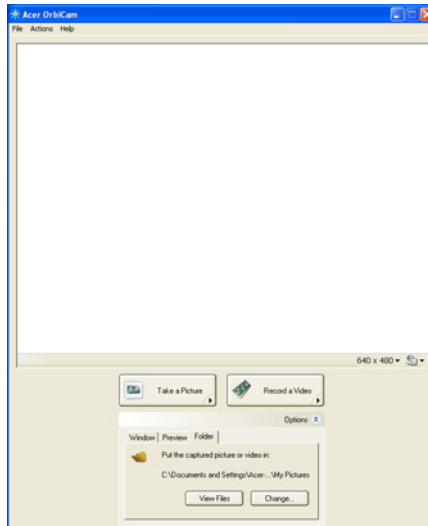 Acer OrbiCam
File Actions Help
640 x 480
Take a Picture Record a Video
Options
Window Preview Folder
Put the captured picture or video in:
C:\Documents and Settings\Acer-...\My Pictures
View Files Change...